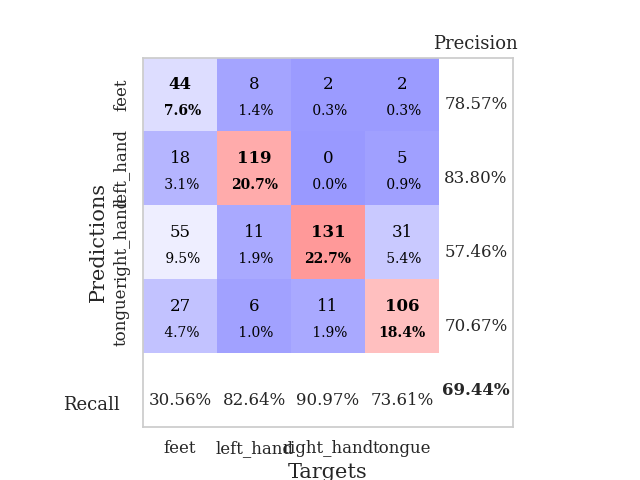 Precision
feet 44 8 2 2 78.57%
7.6% 1.4% 0.3% 0.3%
left_hand 18 119 0 5 83.80%
3.1% 20.7% 0.0% 0.9%
right_hand 55 11 131 31 57.46%
9.5% 1.9% 22.7% 5.4%
tongue 27 6 11 106 70.67%
4.7% 1.0% 1.9% 18.4%
Predictions
Recall 30.56% 82.64% 90.97% 73.61% 69.44%
feet left_hand right_hand tongue
Targets